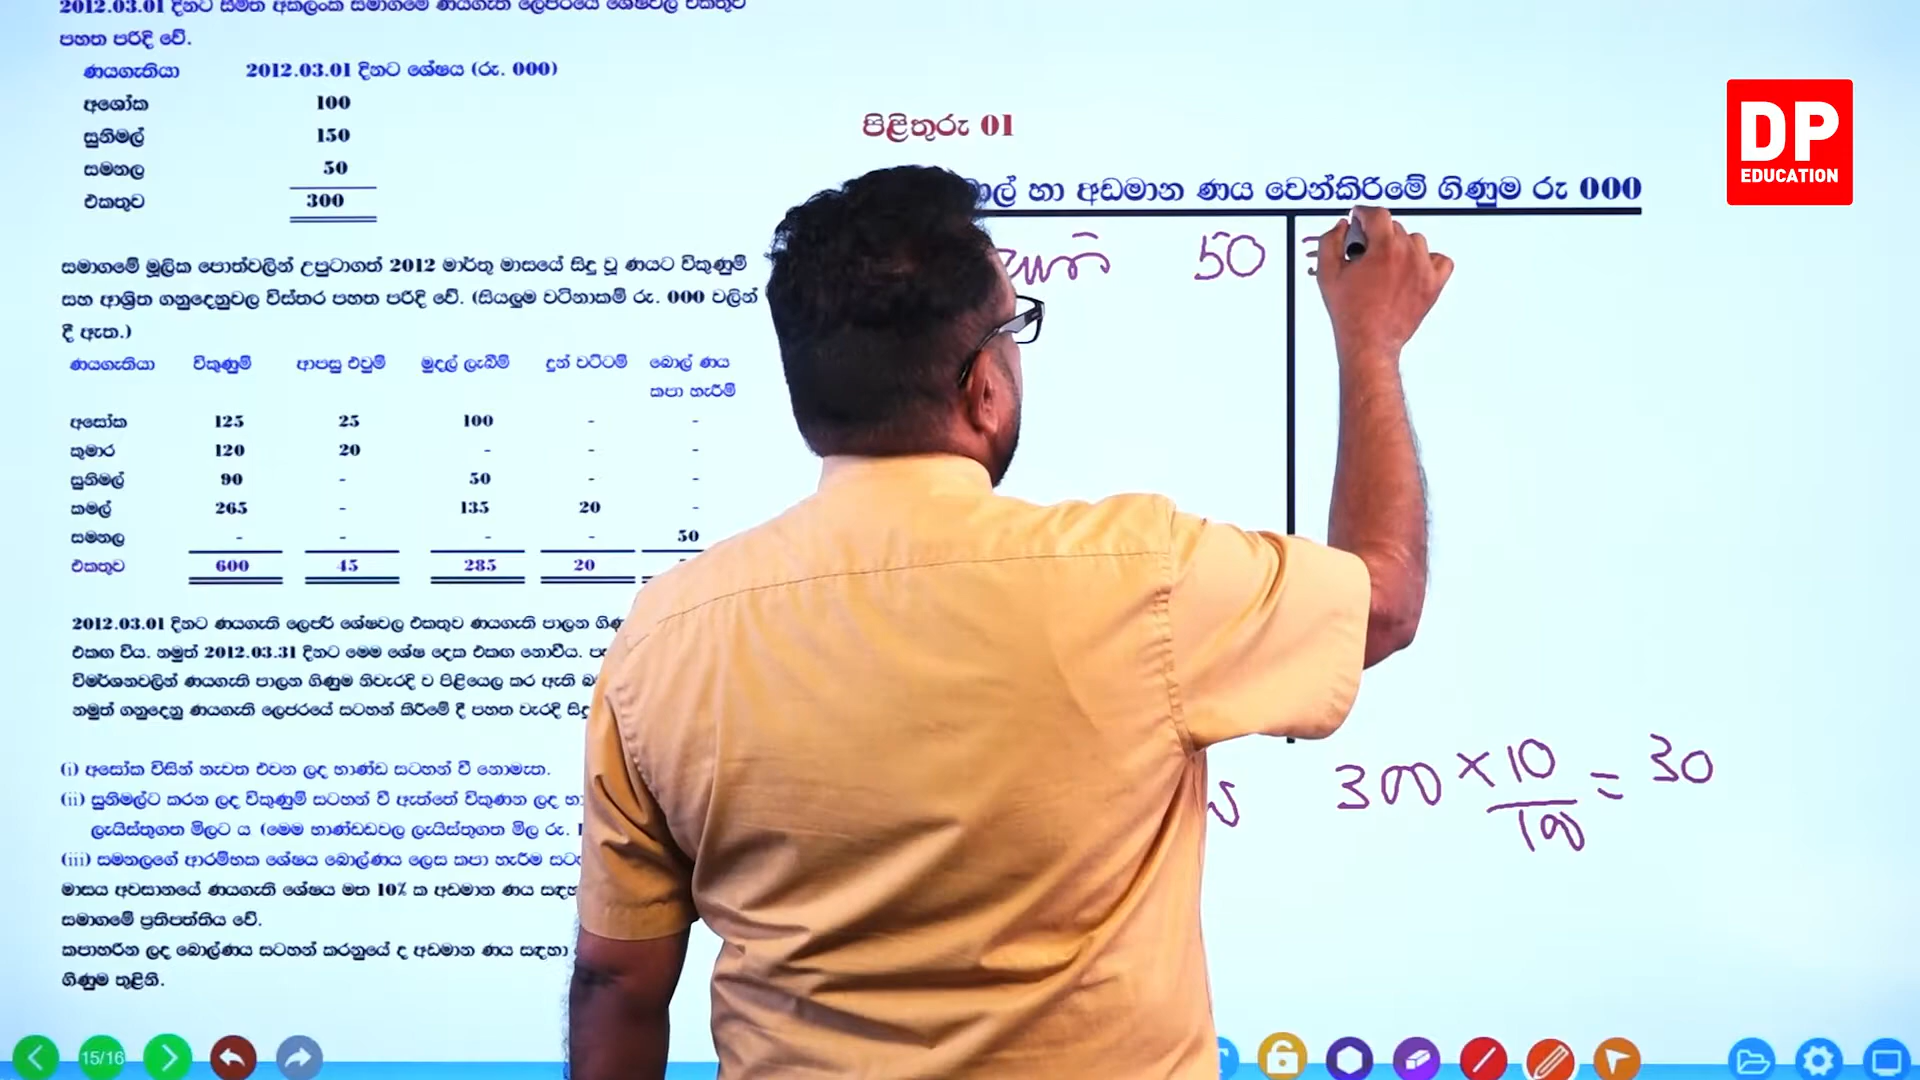 2012.03.01 දිනට සීමිත අකලංක සමාගමේ ණයගැති ලෙජරයේ ශේෂවල එකතුව
පහත පරිදි වේ.
ණයගැතියා 2012.03.01 දිනට ශේෂය (රු. 000)
අශෝක 100
සුනිමල් 150
සමනල 50
එකතුව 300
සමාගමේ මූලික පොත්වලින් උපුටාගත් 2012 මාර්තු මාසයේ සිදු වූ ණයට විකුණුම්
සහ ආශ්‍රිත ගනුදෙනුවල විස්තර පහත පරිදි වේ. (සියලුම වටිනාකම් රු. 000 වලින්
දී ඇත.)
ණයගැතියා විකුණුම් ආපසු එවුම් මුදල් ලැබීම් දුන් වට්ටම් බොල් ණය
කපා හැරීම්
අසෝක 125 25 100 - -
කුමාර 120 20 - - -
සුනිමල් 90 - 50 - -
කමල් 265 - 135 20 -
සමනල - - - - 50
එකතුව 600 45 285 20
2012.03.01 දිනට ණයගැති ලෙජර් ශේෂවල එකතුව ණයගැති පාලන
එකඟ විය. නමුත් 2012.03.31 දිනට මෙම ශේෂ දෙක එකඟ නොවීය.
විමර්ශනවලින් ණයගැති පාලන ගිණුම නිවැරදි ව පිළියෙල කර ඇති
නමුත් ගනුදෙනු ණයගැති ලෙජරයේ සටහන් කිරීමේ දී පහත වැරදි
(i) අසෝක විසින් නැවත එවන ලද භාණ්ඩ සටහන් වී නොමැත.
(ii) සුනිමල්ට කරන ලද විකුණුම් සටහන් වී ඇත්තේ විකුණන ලද
ලැයිස්තුගත මිලට ය (මෙම භාණ්ඩවල ලැයිස්තුගත මිල රු.
(iii) සමනලගේ ආරම්භක ශේෂය බොල්ණය ලෙස කපා හැරීම
මාසය අවසානයේ ණයගැති ශේෂය මත 10% ක අඩමාන ණය
සමාගමේ ප්‍රතිපත්තිය වේ.
කපාහරින ලද බොල්ණය සටහන් කරනුයේ ද අඩමාන ණය සඳහා
ගිණුම තුළිනි.
පිළිතුරු 01
හා අඩමාන ණය වෙන්කිරීමේ ගිණුම රු 000
50
300 × 10 = 30
100
DP
EDUCATION
15/16